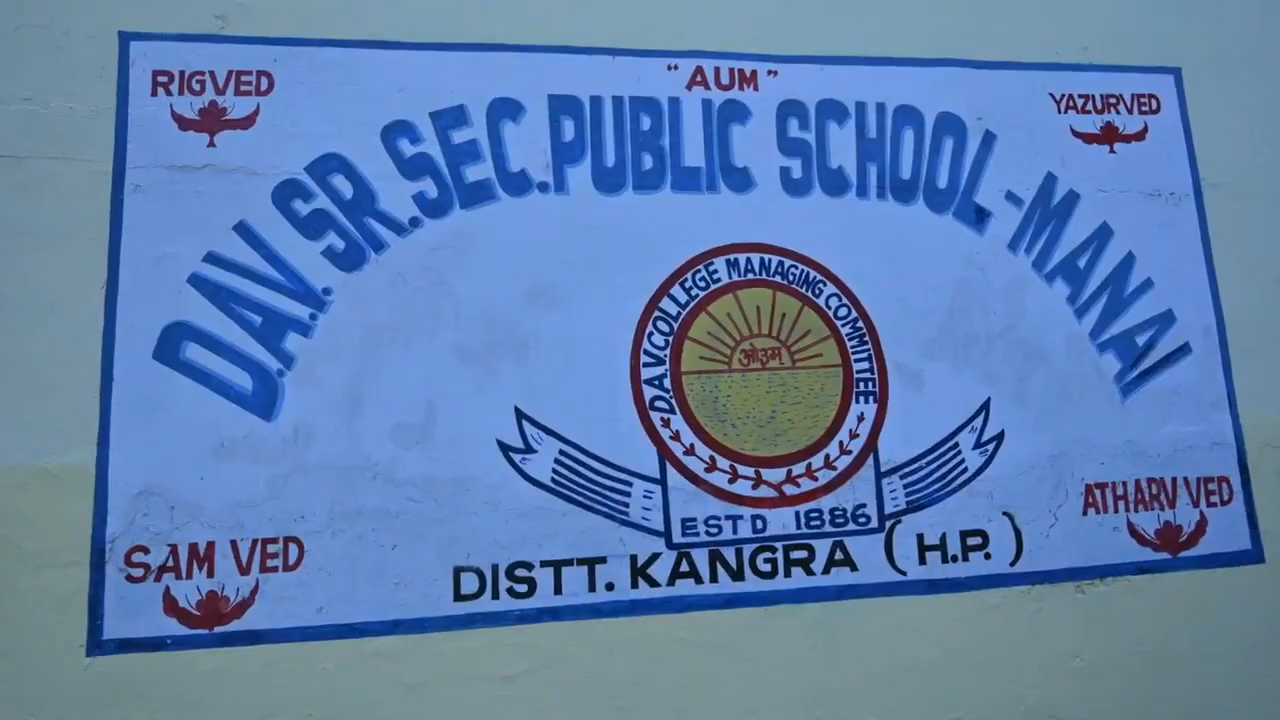 "AUM"
RIGVED
YAZURVED
D.A.V. SR. SEC. PUBLIC SCHOOL-MANAI
D.A.V. COLLEGE MANAGING COMMITTEE
ओ३म्
ESTD 1886
SAM VED
ATHARV VED
DISTT. KANGRA (H.P.)